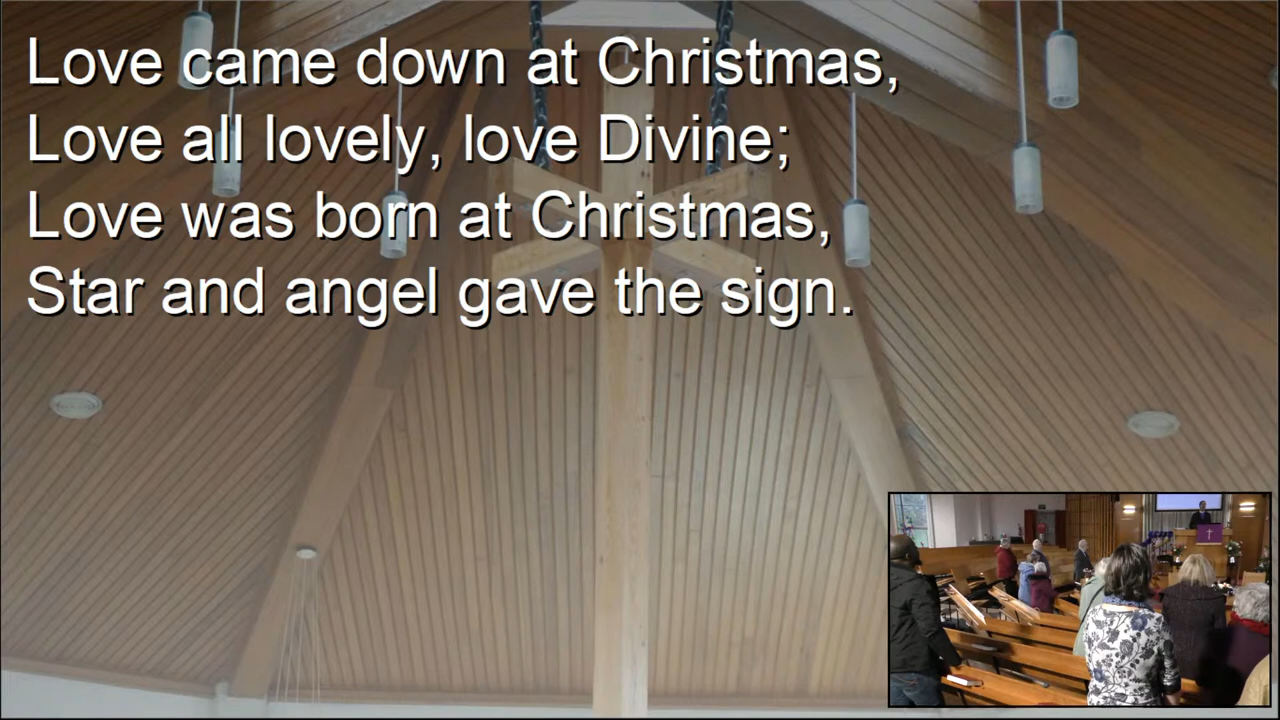 Love came down at Christmas,
Love all lovely, love Divine;
Love was born at Christmas,
Star and angel gave the sign.